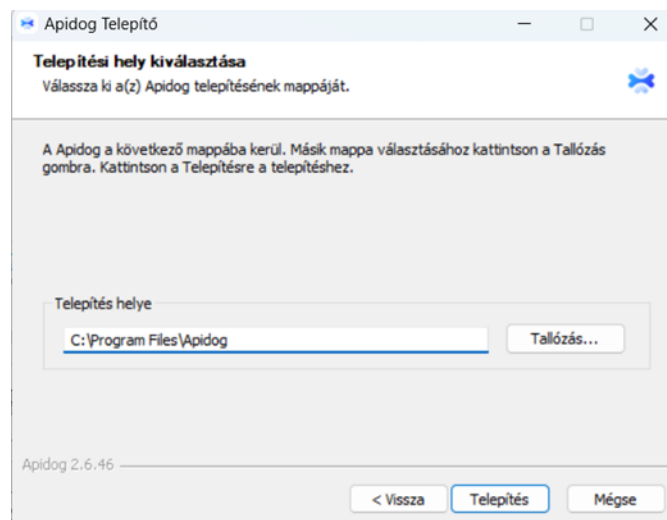 Apidog Telepítő
Telepítési hely kiválasztása
Válassza ki a(z) Apidog telepítésének mappáját.
A Apidog a következő mappába kerül. Másik mappa választásához kattintson a Tallózás
gombra. Kattintson a Telepítésre a telepítéshez.
Telepítés helye
C:\Program Files\Apidog
Tallózás...
Apidog 2.6.46
< Vissza
Telepítés
Mégse